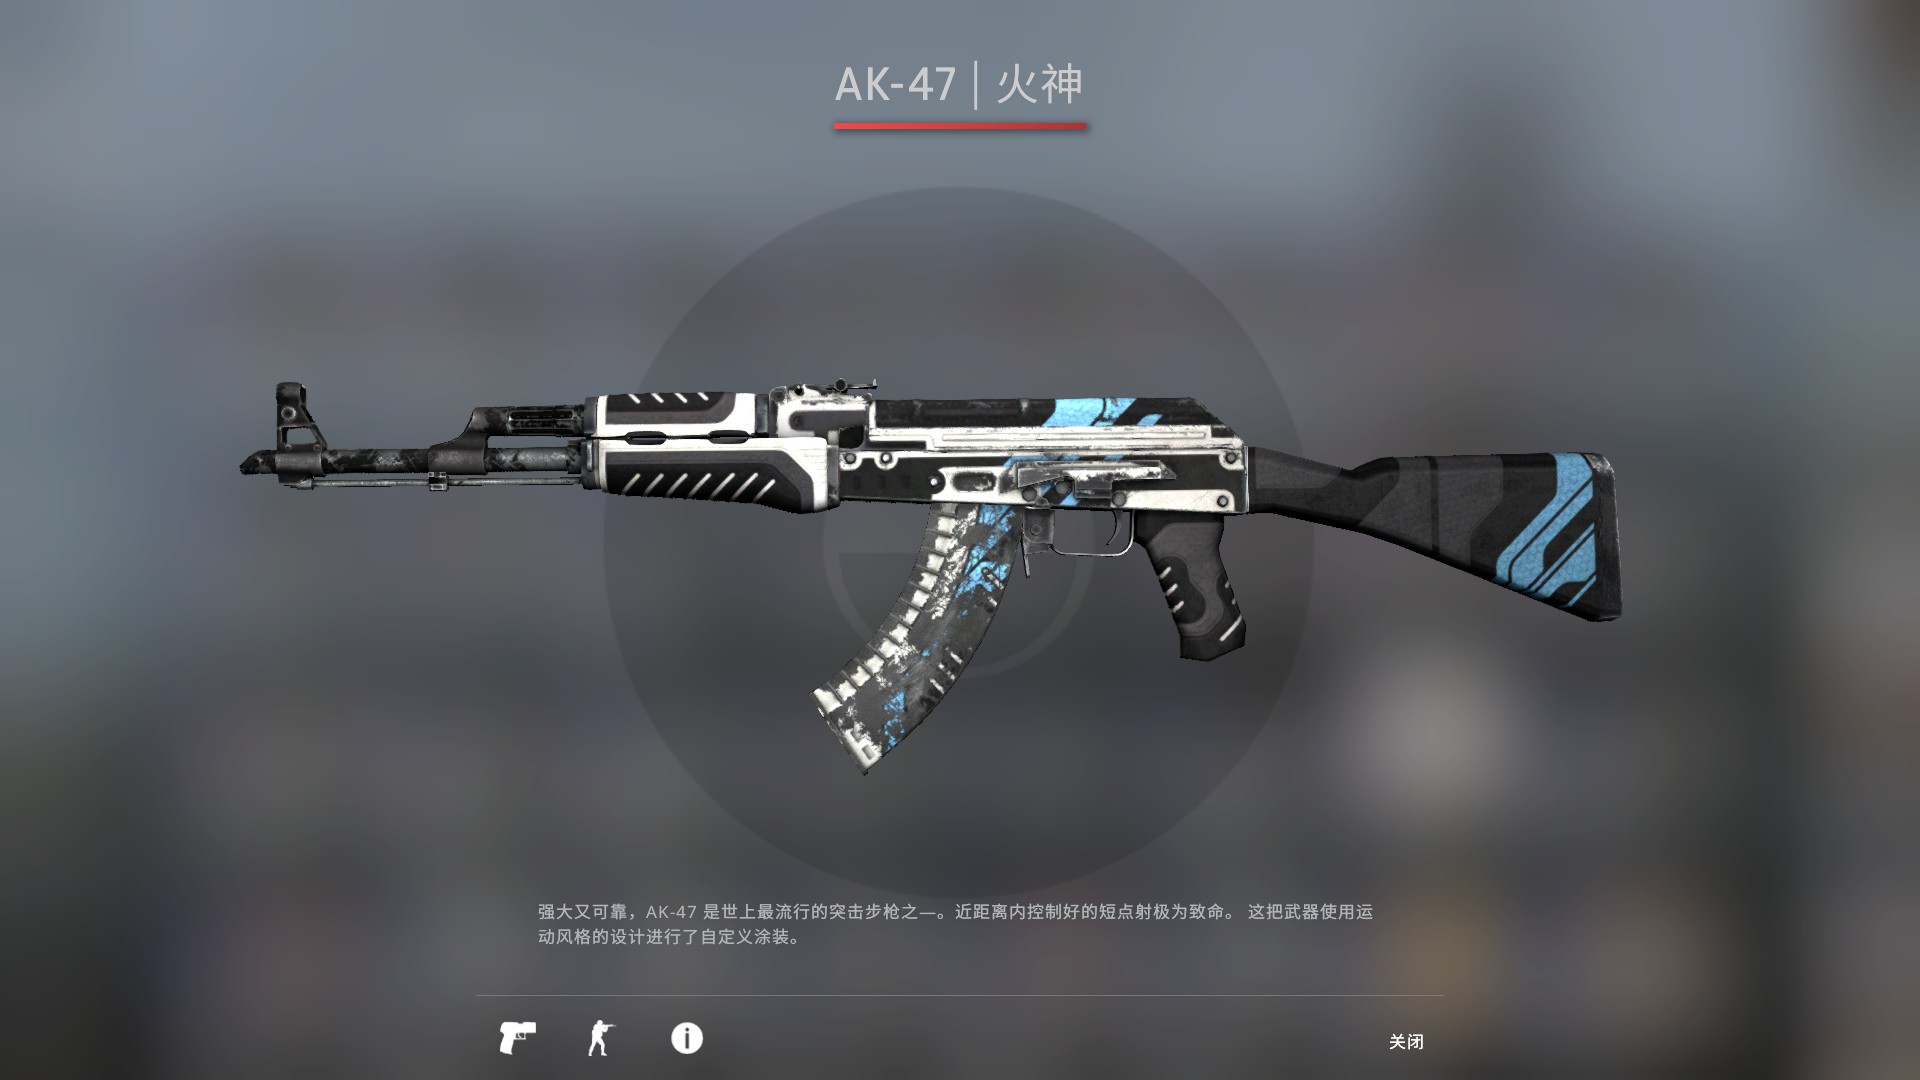 AK-47 | 火神
强大又可靠，AK-47 是世上最流行的突击步枪之一。近距离内控制好的短点射极为致命。 这把武器使用运
动风格的设计进行了自定义涂装。
关闭